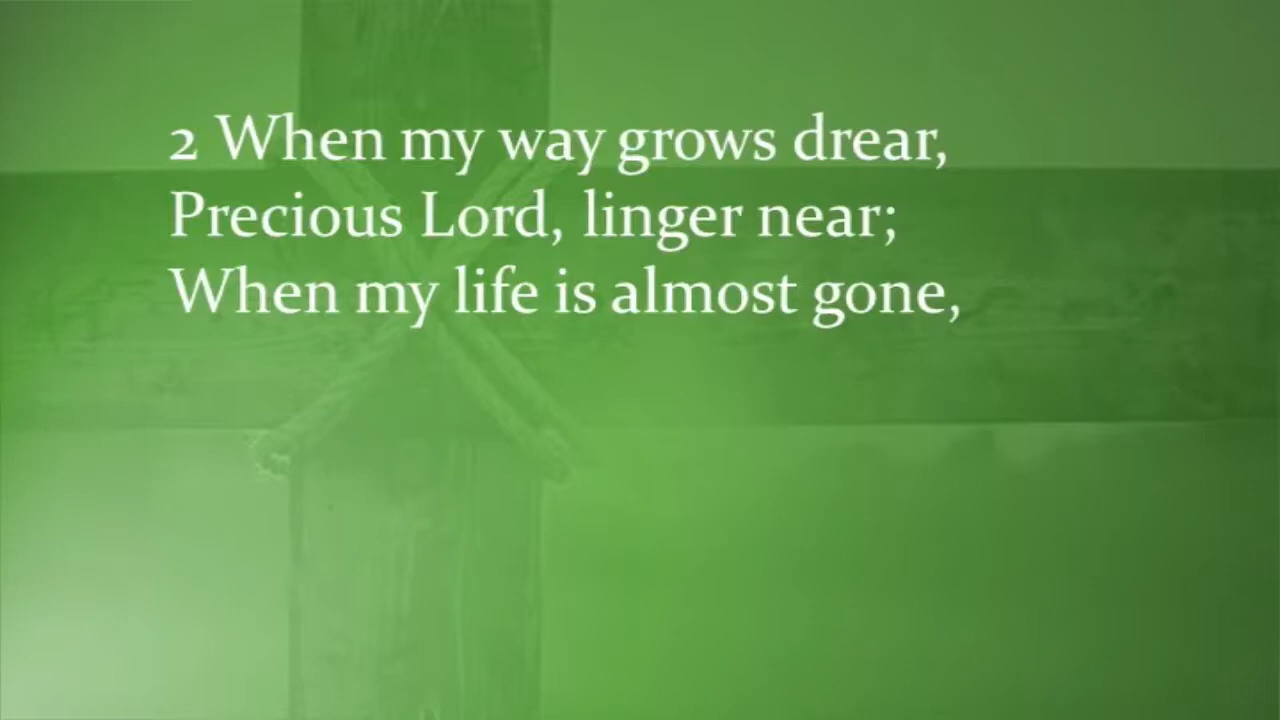 2 When my way grows drear,
Precious Lord, linger near;
When my life is almost gone,